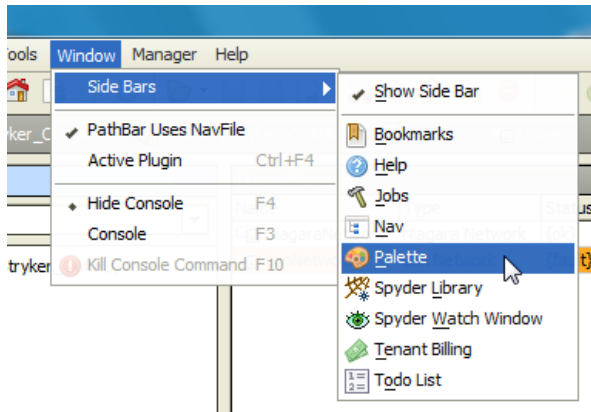 ools Window Manager Help
Side Bars
Show Side Bar
PathBar Uses NavFile
Bookmarks
Active Plugin Ctrl+F4
Help
Jobs
Hide Console F4
Nav
Status
Console F3
Palette
tryker
Kill Console Command F10
Spyder Library
Spyder Watch Window
Tenant Billing
Todo List